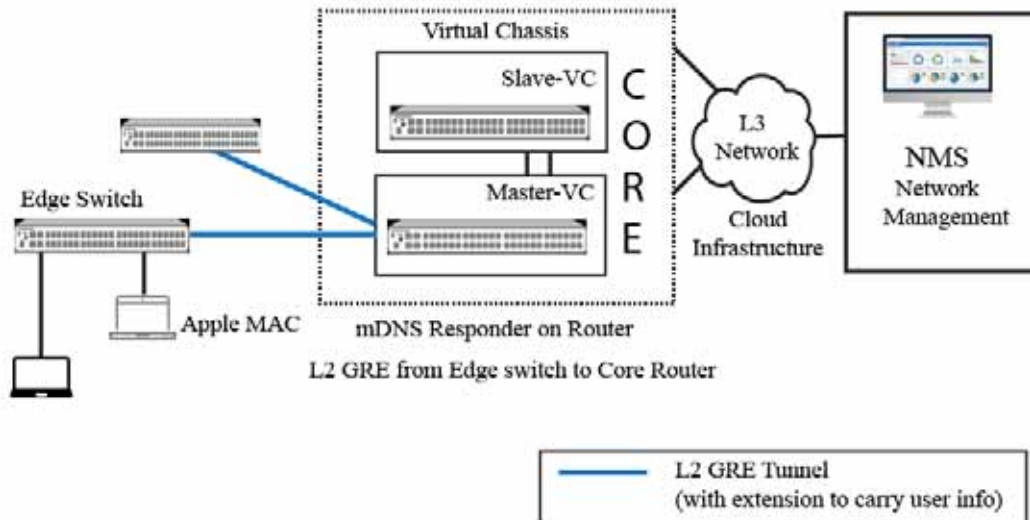 Virtual Chassis
Slave-VC
Master-VC
CORE
L3
Network
Cloud
Infrastructure
NMS
Network
Management
Edge Switch
Apple MAC
mDNS Responder on Router
L2 GRE from Edge switch to Core Router
L2 GRE Tunnel
(with extension to carry user info)